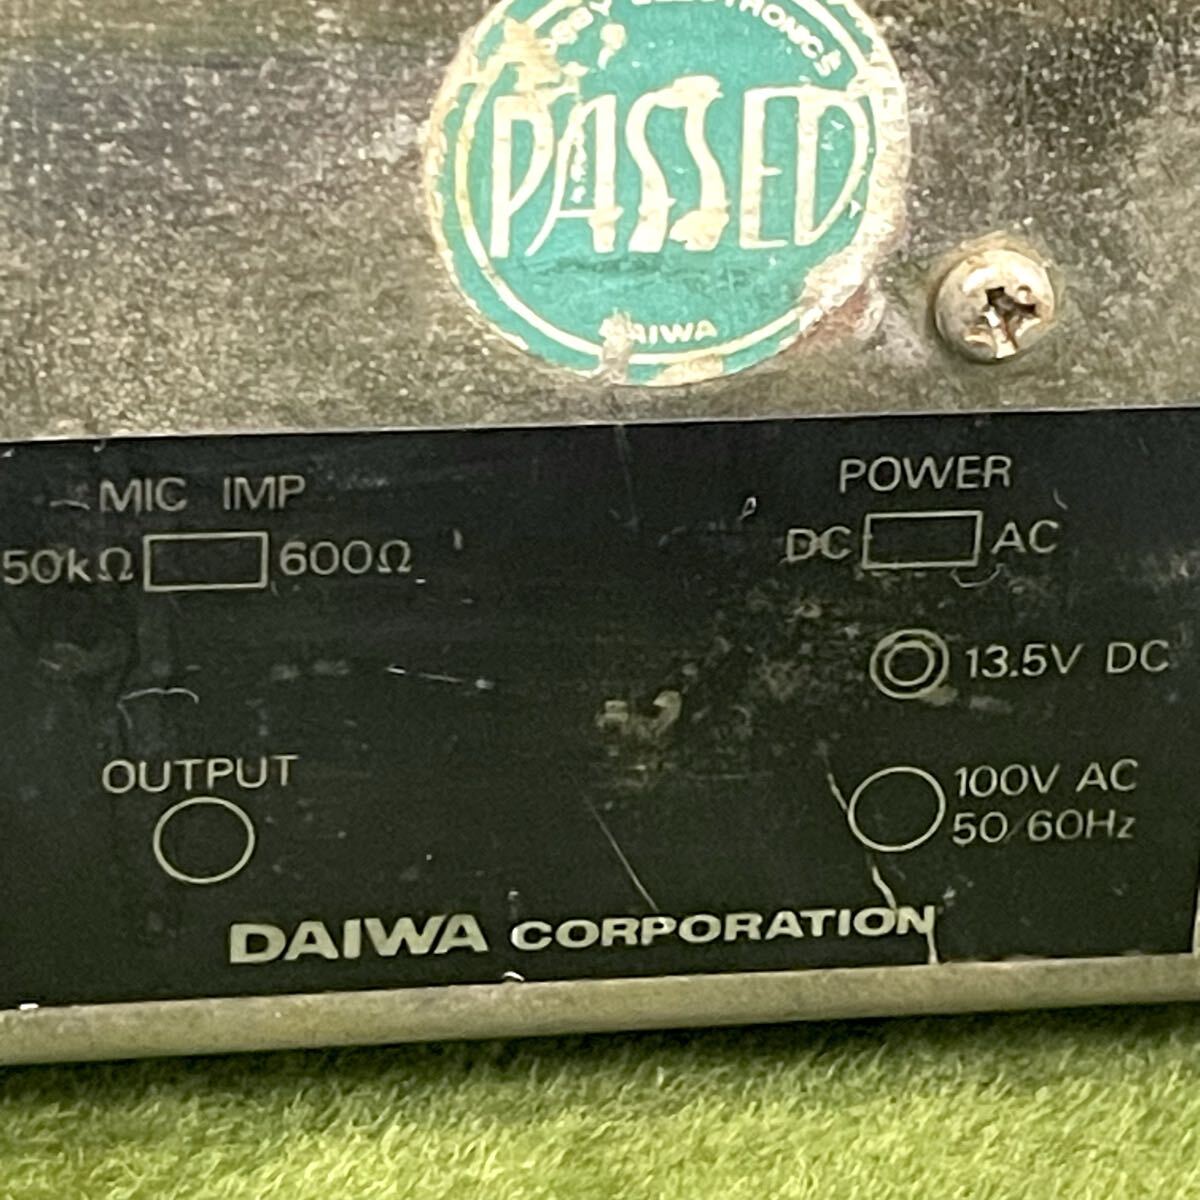 ELECTRONICS
PASSED
DAIWA
MIC IMP
50kΩ 600Ω
POWER
DC AC
13.5V DC
OUTPUT
100V AC
50/60Hz
DAIWA CORPORATION